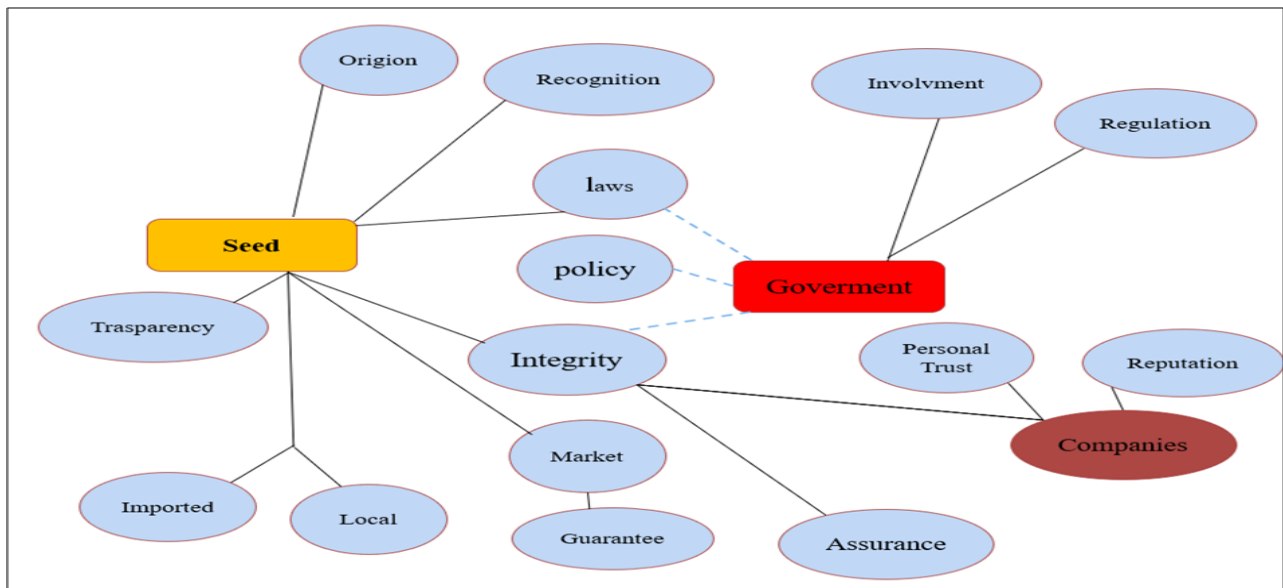 Origion
Recognition
Involvment
Regulation
laws
Seed
policy
Goverment
Trasparency
Integrity
Personal
Trust
Reputation
Companies
Market
Imported
Local
Guarantee
Assurance